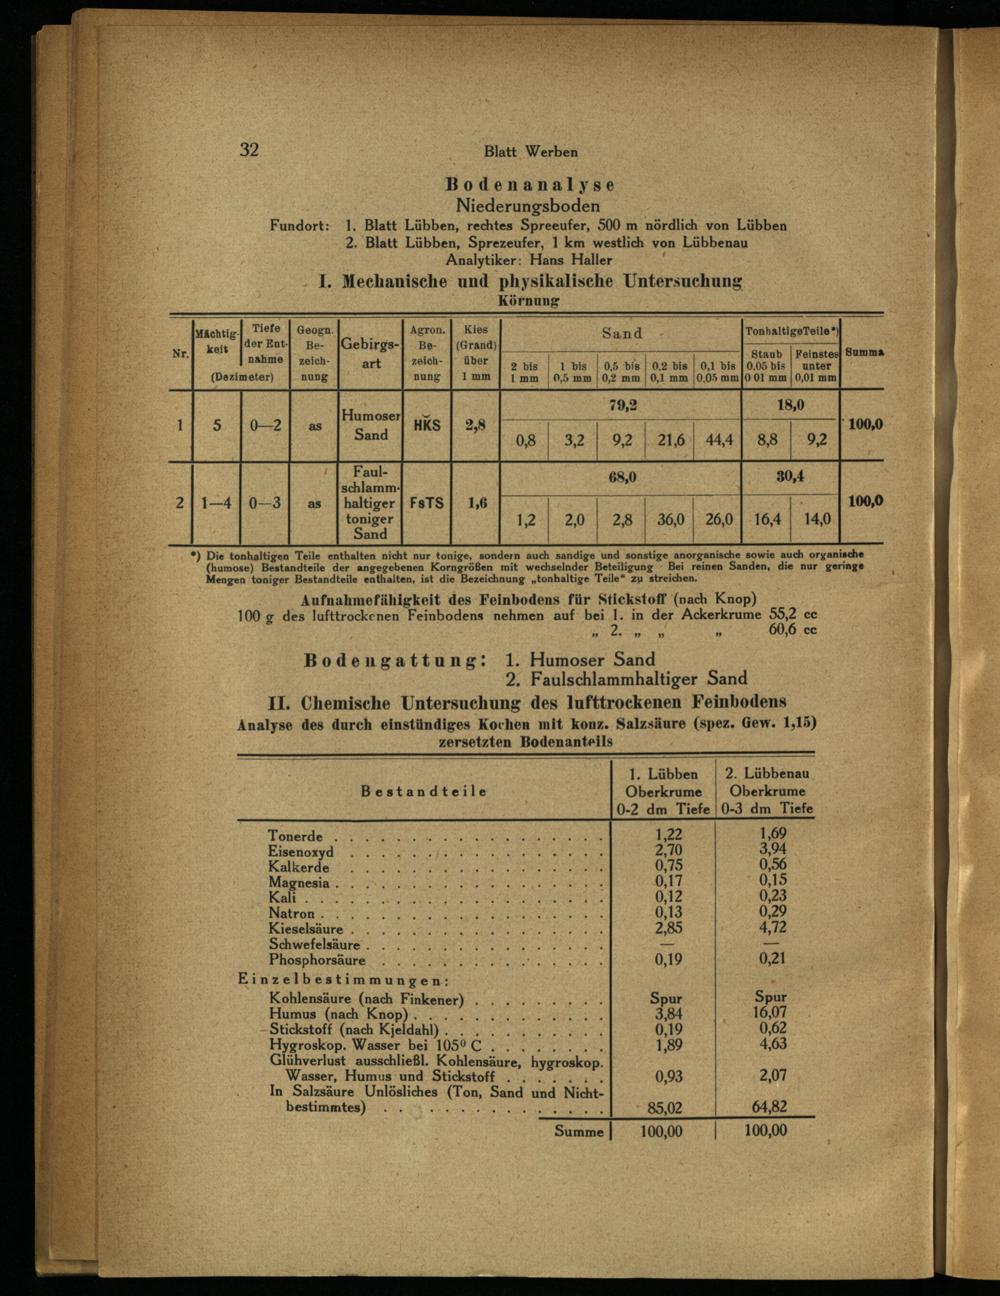 32
Blatt Werben
Bodenanalyse
Niederungsboden
Fundort: 1. Blatt Lübben, rechtes Spreeufer, 500 m nördlich von Lübben
2. Blatt Lübben, Sprezeufer, 1 km westlich von Lübbenau
Analytiker: Hans Haller
I. Mechanische und physikalische Untersuchung
Körnung
Nr. | Mächtigkeit | Tiefe der Entnahme | Geogn. Bezeichnung | Gebirgsart | Agron. Bezeichnung | Kies (Grand) über 1 mm | Sand | Tonhaltige Teile*) | Summa
(Dezimeter) | 2 bis 1 mm | 1 bis 0,5 mm | 0,5 bis 0,2 mm | 0,2 bis 0,1 mm | 0,1 bis 0,05 mm | Staub 0.05 bis 0 01 mm | Feinstes unter 0,01 mm
1 | 5 | 0—2 | as | Humoser Sand | HK̆S | 2,8 | 79,2 | 18,0 | 100,0
0,8 | 3,2 | 9,2 | 21,6 | 44,4 | 8,8 | 9,2
2 | 1—4 | 0—3 | as | Faulschlammhaltiger toniger Sand | FsTS | 1,6 | 68,0 | 30,4 | 100,0
1,2 | 2,0 | 2,8 | 36,0 | 26,0 | 16,4 | 14,0
*) Die tonhaltigen Teile enthalten nicht nur tonige, sondern auch sandige und sonstige anorganische sowie auch organische
(humose) Bestandteile der angegebenen Korngrößen mit wechselnder Beteiligung Bei reinen Sanden, die nur geringe
Mengen toniger Bestandteile enthalten, ist die Bezeichnung „tonhaltige Teile" zu streichen.
Aufnahmefähigkeit des Feinbodens für Stickstoff (nach Knop)
100 g des lufttrockenen Feinbodens nehmen auf bei 1. in der Ackerkrume 55,2 cc
„ 2. „ „ „ 60,6 cc
Bodengattung: 1. Humoser Sand
2. Faulschlammhaltiger Sand
II. Chemische Untersuchung des lufttrockenen Feinbodens
Analyse des durch einstündiges Kochen mit konz. Salzsäure (spez. Gew. 1,15)
zersetzten Bodenanteils
Bestandteile | 1. Lübben Oberkrume 0-2 dm Tiefe | 2. Lübbenau Oberkrume 0-3 dm Tiefe
Tonerde . . . 1,22 | 1,69
Eisenoxyd . . . 2,70 | 3,94
Kalkerde . . . 0,75 | 0,56
Magnesia . . . 0,17 | 0,15
Kali . . . 0,12 | 0,23
Natron . . . 0,13 | 0,29
Kieselsäure . . . 2,85 | 4,72
Schwefelsäure . . . — | —
Phosphorsäure . . . 0,19 | 0,21
Einzelbestimmungen:
Kohlensäure (nach Finkener) . . . Spur | Spur
Humus (nach Knop) . . . 3,84 | 16,07
Stickstoff (nach Kjeldahl) . . . 0,19 | 0,62
Hygroskop. Wasser bei 105⁰ C . . . 1,89 | 4,63
Glühverlust ausschließl. Kohlensäure, hygroskop.
Wasser, Humus und Stickstoff . . . 0,93 | 2,07
In Salzsäure Unlösliches (Ton, Sand und Nicht-
bestimmtes) . . . 85,02 | 64,82
Summe | 100,00 | 100,00